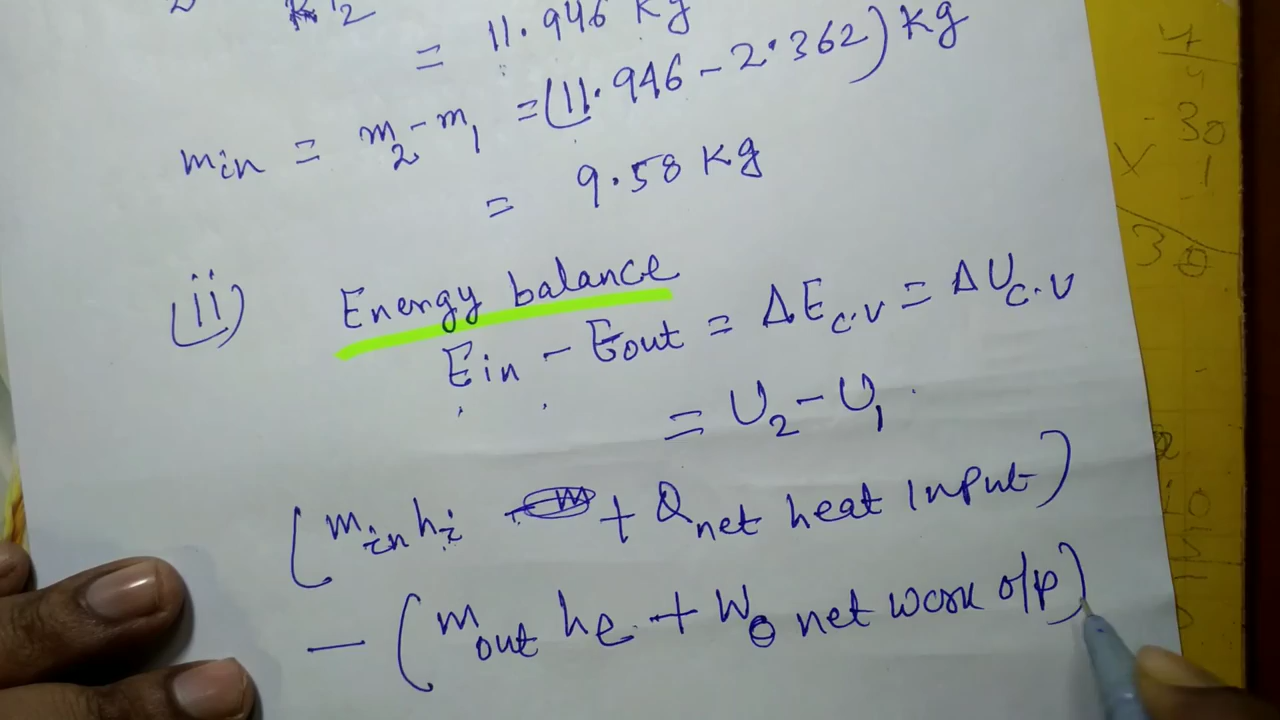 = 11.946 Kg
min = m2 - m1 = (11.946 - 2.362) Kg
= 9.58 Kg
(ii) Energy balance
Ein - Eout = ΔEC.V = ΔUC.V
= U2 - U1
(min hi + Qnet heat input)
- (mout he + W0 net work o/p)